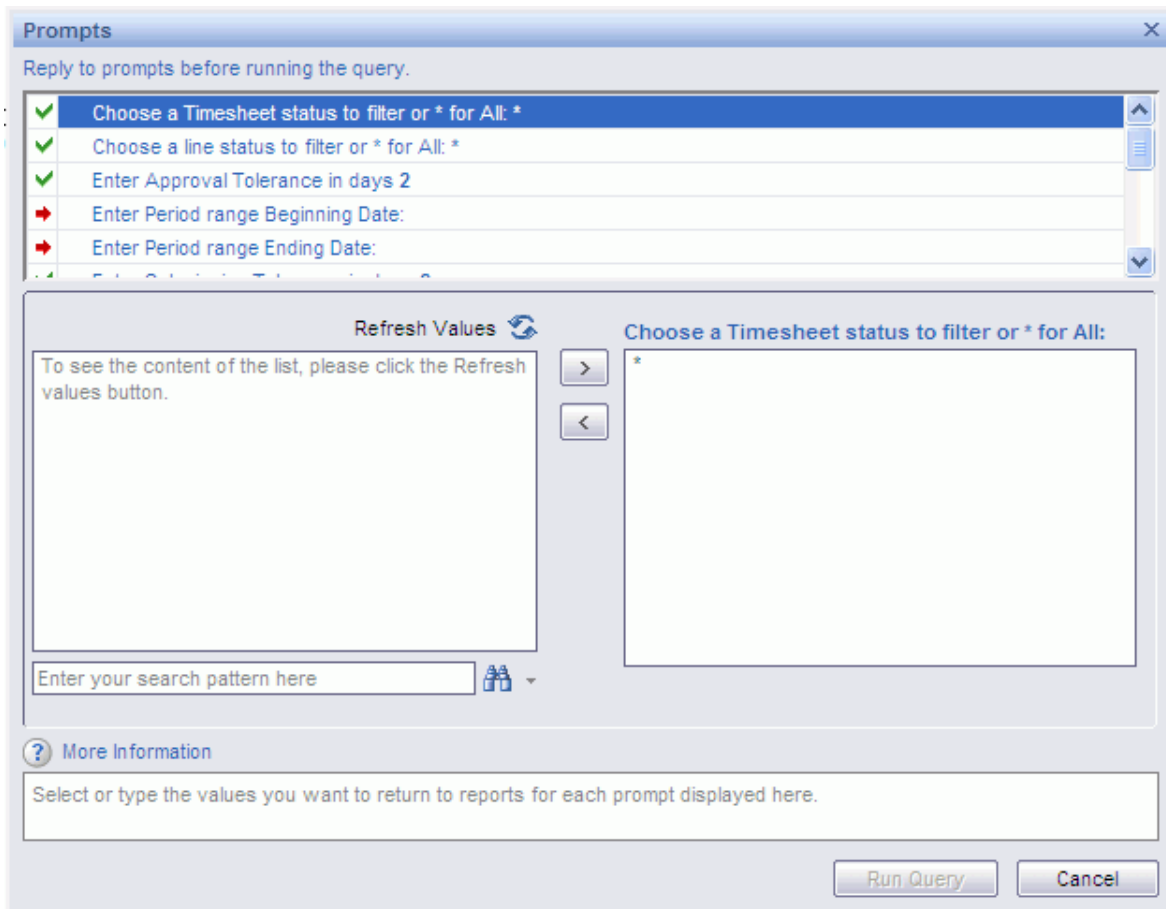 Prompts
Reply to prompts before running the query.
Choose a Timesheet status to filter or * for All: *
Choose a line status to filter or * for All: *
Enter Approval Tolerance in days 2
Enter Period range Beginning Date:
Enter Period range Ending Date:
Refresh Values
To see the content of the list, please click the Refresh
values button.
>
<
Choose a Timesheet status to filter or * for All:
*
Enter your search pattern here
? More Information
Select or type the values you want to return to reports for each prompt displayed here.
Run Query
Cancel